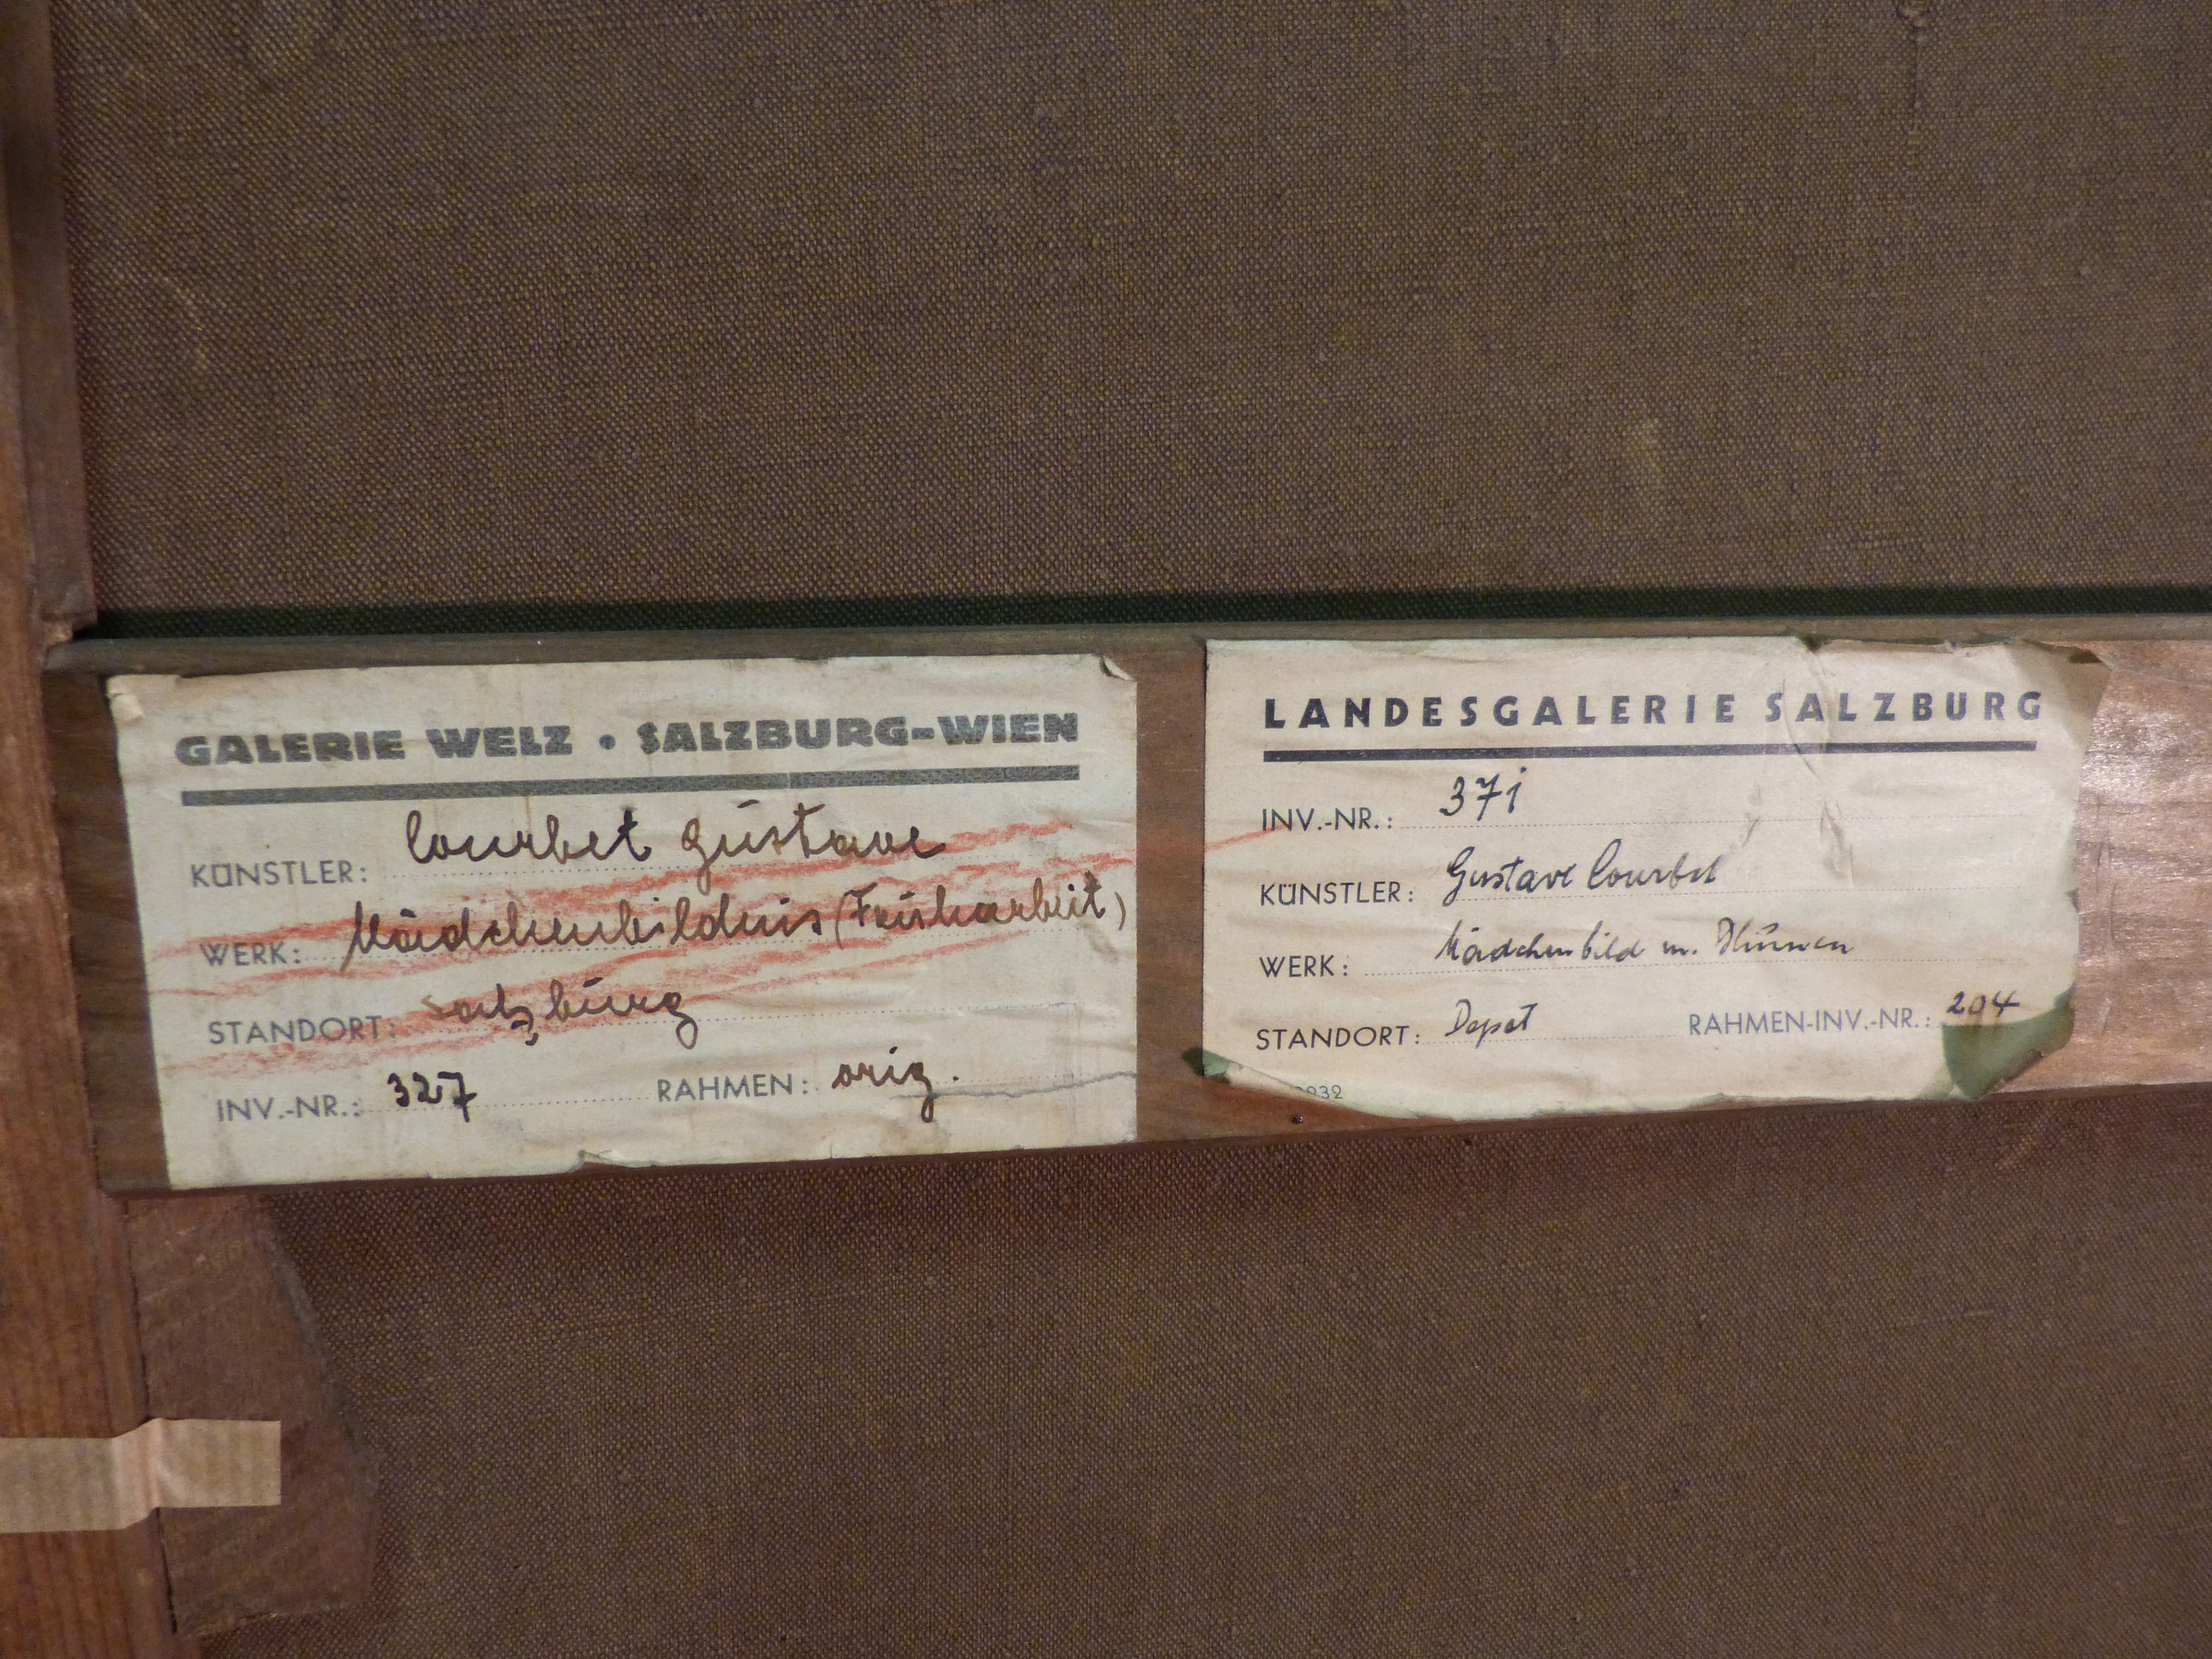 GALERIE WELZ • SALZBURG-WIEN
KÜNSTLER: Courbet Gustave
WERK: Mädchenbildnis (Früharbeit)
STANDORT: Salzburg
INV.-NR.: 327 RAHMEN: orig.
LANDESGALERIE SALZBURG
INV.-NR.: 371
KÜNSTLER: Gustave Courbet
WERK: Mädchenbild m. Blumen
STANDORT: Depot RAHMEN-INV.-NR.: 204